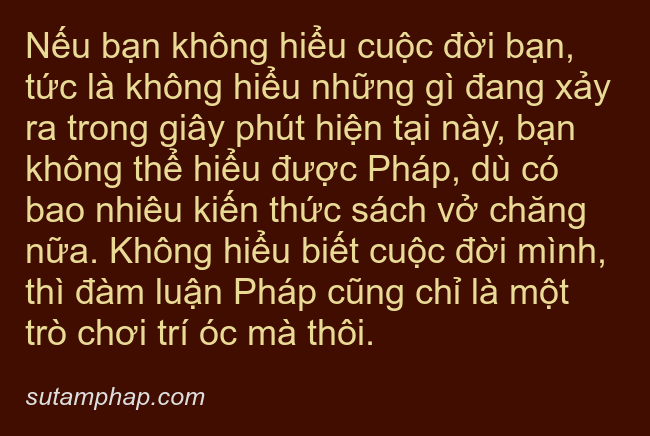 Nếu bạn không hiểu cuộc đời bạn,
tức là không hiểu những gì đang xảy
ra trong giây phút hiện tại này, bạn
không thể hiểu được Pháp, dù có
bao nhiêu kiến thức sách vở chăng
nữa. Không hiểu biết cuộc đời mình,
thì đàm luận Pháp cũng chỉ là một
trò chơi trí óc mà thôi.
sutamphap.com